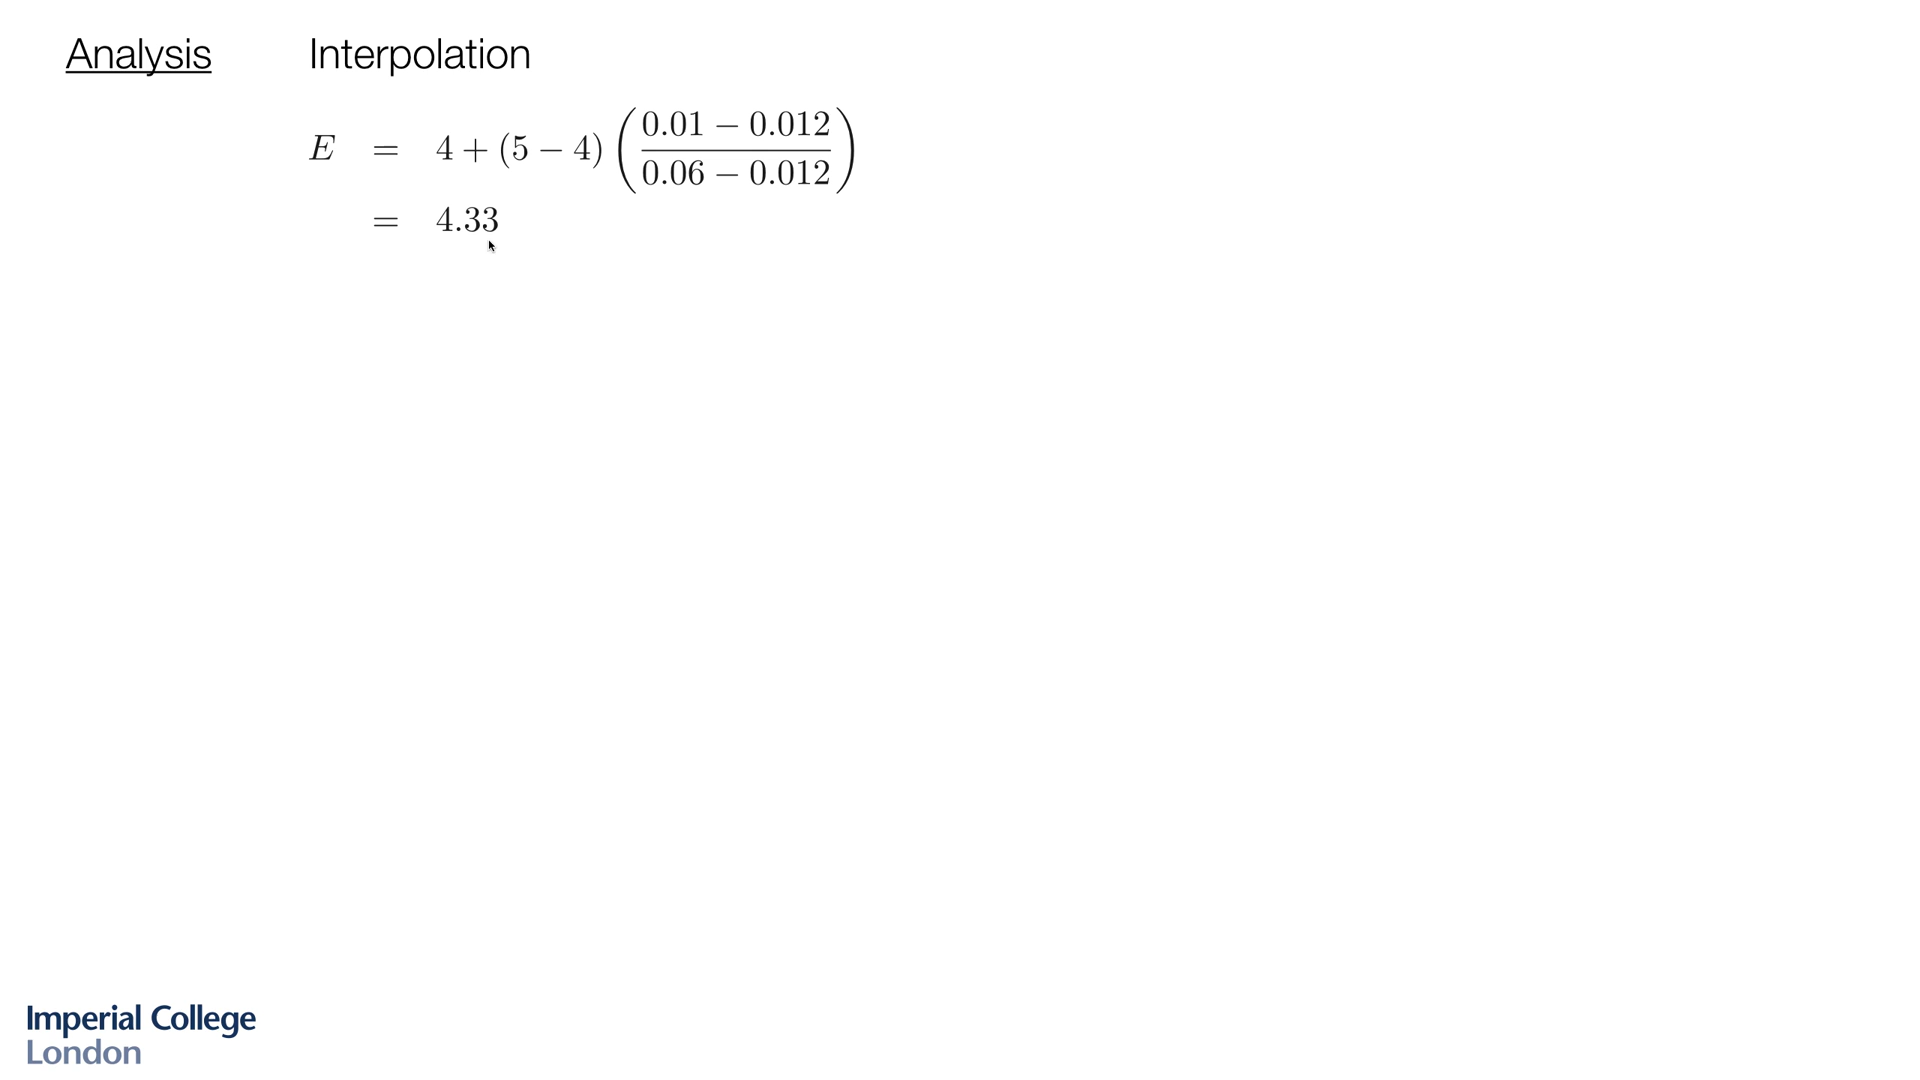 Analysis Interpolation
E = 4 + (5 − 4) ( (0.01 − 0.012) / (0.06 − 0.012) )
= 4.33
Imperial College
London